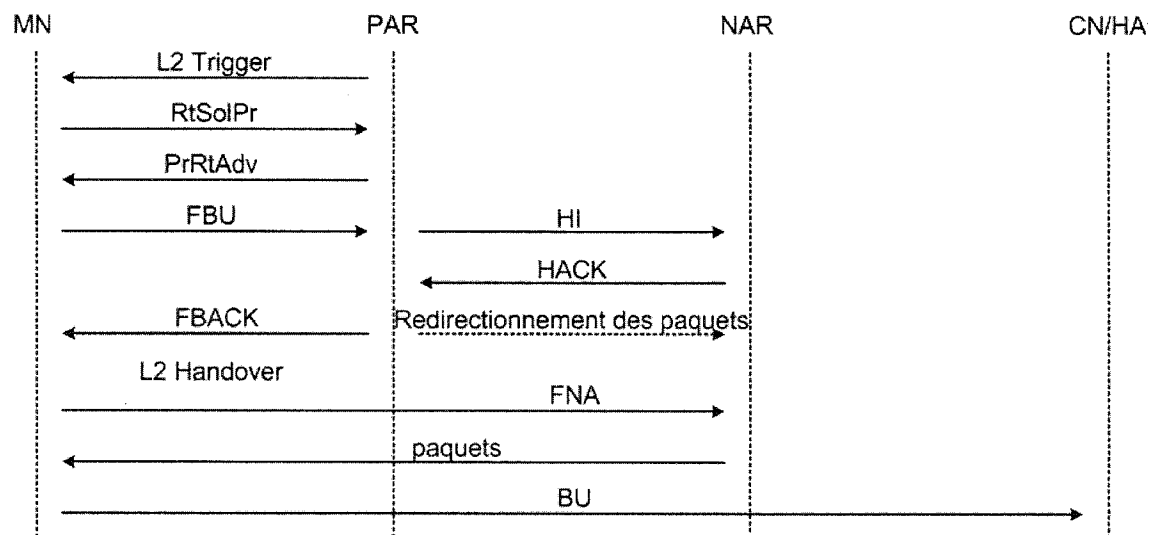 MN PAR NAR CN/HA
L2 Trigger
RtSolPr
PrRtAdv
FBU HI
HACK
FBACK Redirectionnement des paquets
L2 Handover
FNA
paquets
BU